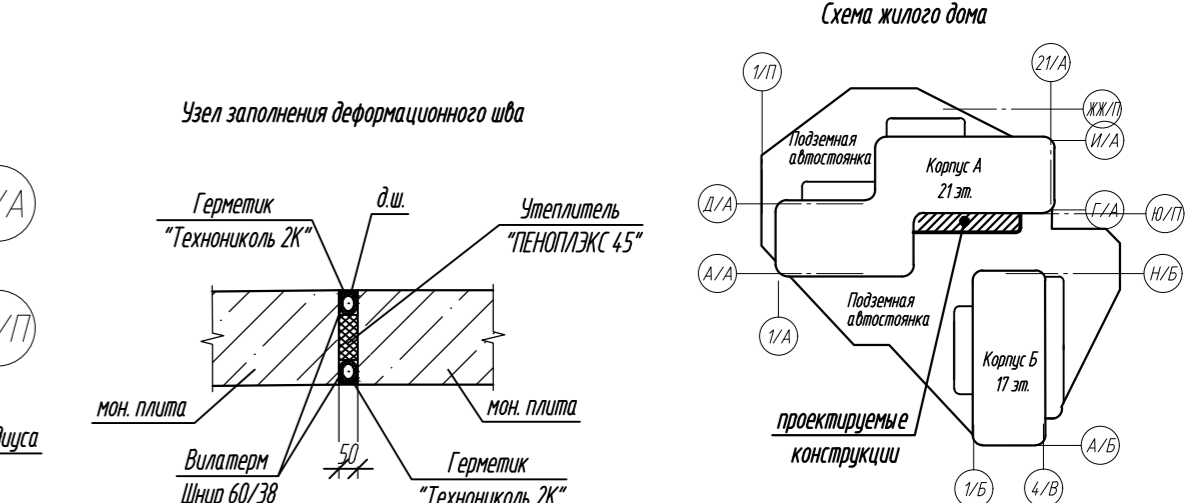 Схема жилого дома
Узел заполнения деформационного шва
/А
/П
диуса
Герметик
"Технониколь 2К"
д.ш.
Утеплитель
"ПЕНОПЛЭКС 45"
мон. плита
мон. плита
50
Вилатерм
Шнур 60/38
Герметик
"Технониколь 2К"
1/П
21/А
ЖЖ/П
И/А
Подземная
автостоянка
Корпус А
21 эт.
Д/А
Г/А
Ю/П
А/А
Н/Б
Подземная
автостоянка
1/А
Корпус Б
17 эт.
проектируемые
конструкции
А/Б
1/Б
4/В